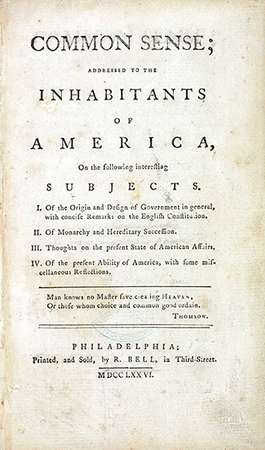 COMMON SENSE;
ADDRESSED TO THE
INHABITANTS
OF
AMERICA,
On the following interesting
SUBJECTS.
I. Of the Origin and Design of Government in general,
with concise Remarks on the English Constitution.
II. Of Monarchy and Hereditary Succession.
III. Thoughts on the present State of American Affairs.
IV. Of the present Ability of America, with some mis-
cellaneous Reflections.
Man knows no Master save creating HEAVEN,
Or those whom choice and common good ordain.
THOMSON.
PHILADELPHIA;
Printed, and Sold, by R. BELL, in Third-Street.
MDCCLXXVI.